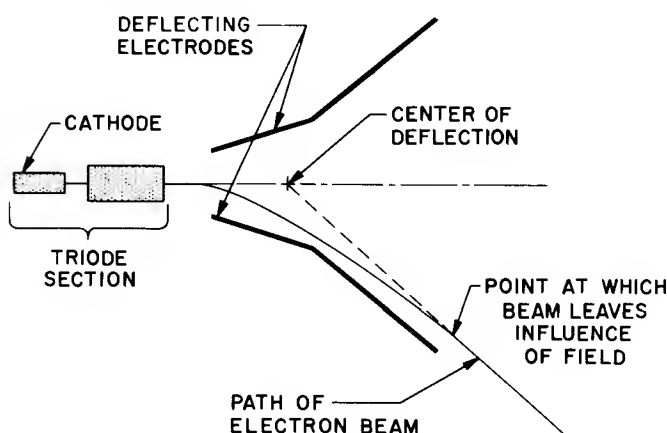 DEFLECTING
ELECTRODES
CATHODE
CENTER OF
DEFLECTION
TRIODE
SECTION
POINT AT WHICH
BEAM LEAVES
INFLUENCE
OF FIELD
PATH OF
ELECTRON BEAM